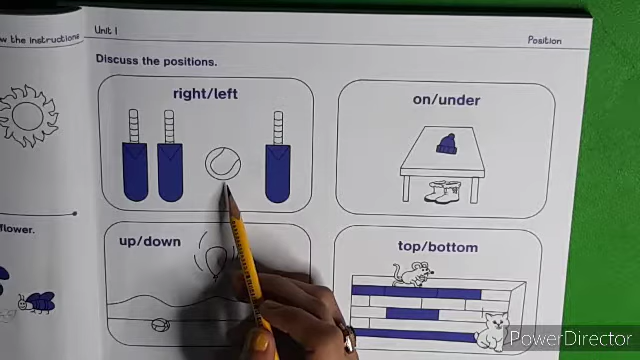 w the instructions
Unit 1
Position
Discuss the positions.
right/left
on/under
flower.
up/down
top/bottom
PowerDirector